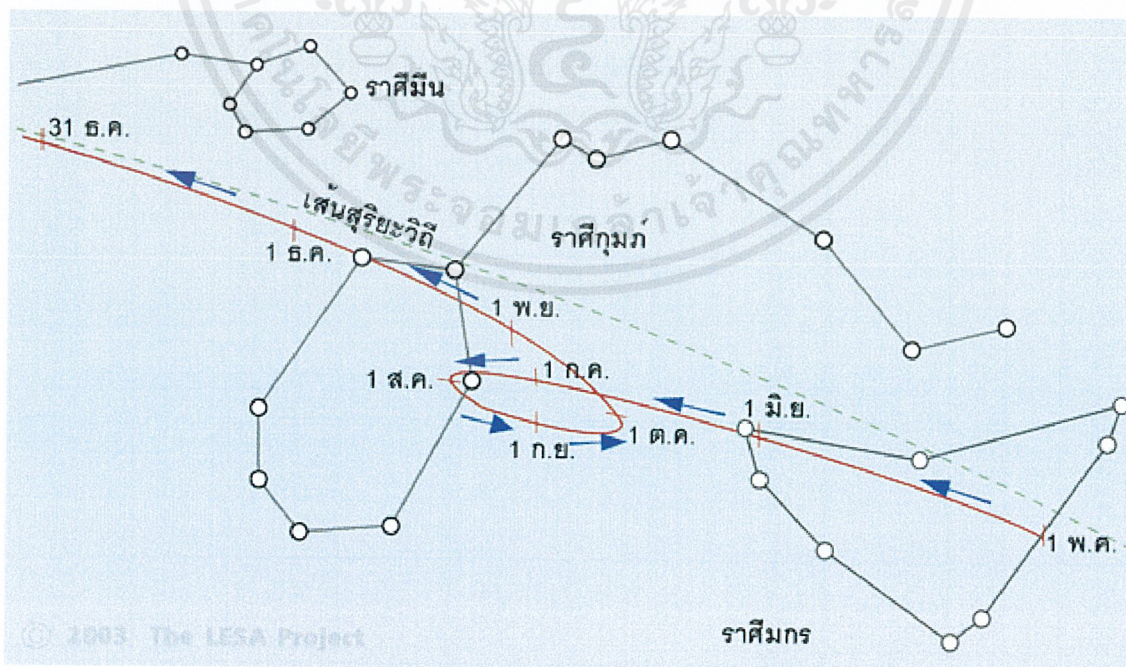 ราศีมีน
31 ธ.ค.
เส้นสุริยะวิถี
1 ธ.ค.
ราศีกุมภ์
1 พ.ย.
1 ส.ค.
1 ก.ค.
1 มิ.ย.
1 ก.ย.
1 ต.ค.
1 พ.ค.
ราศีมกร
© 2003 The LESA Project